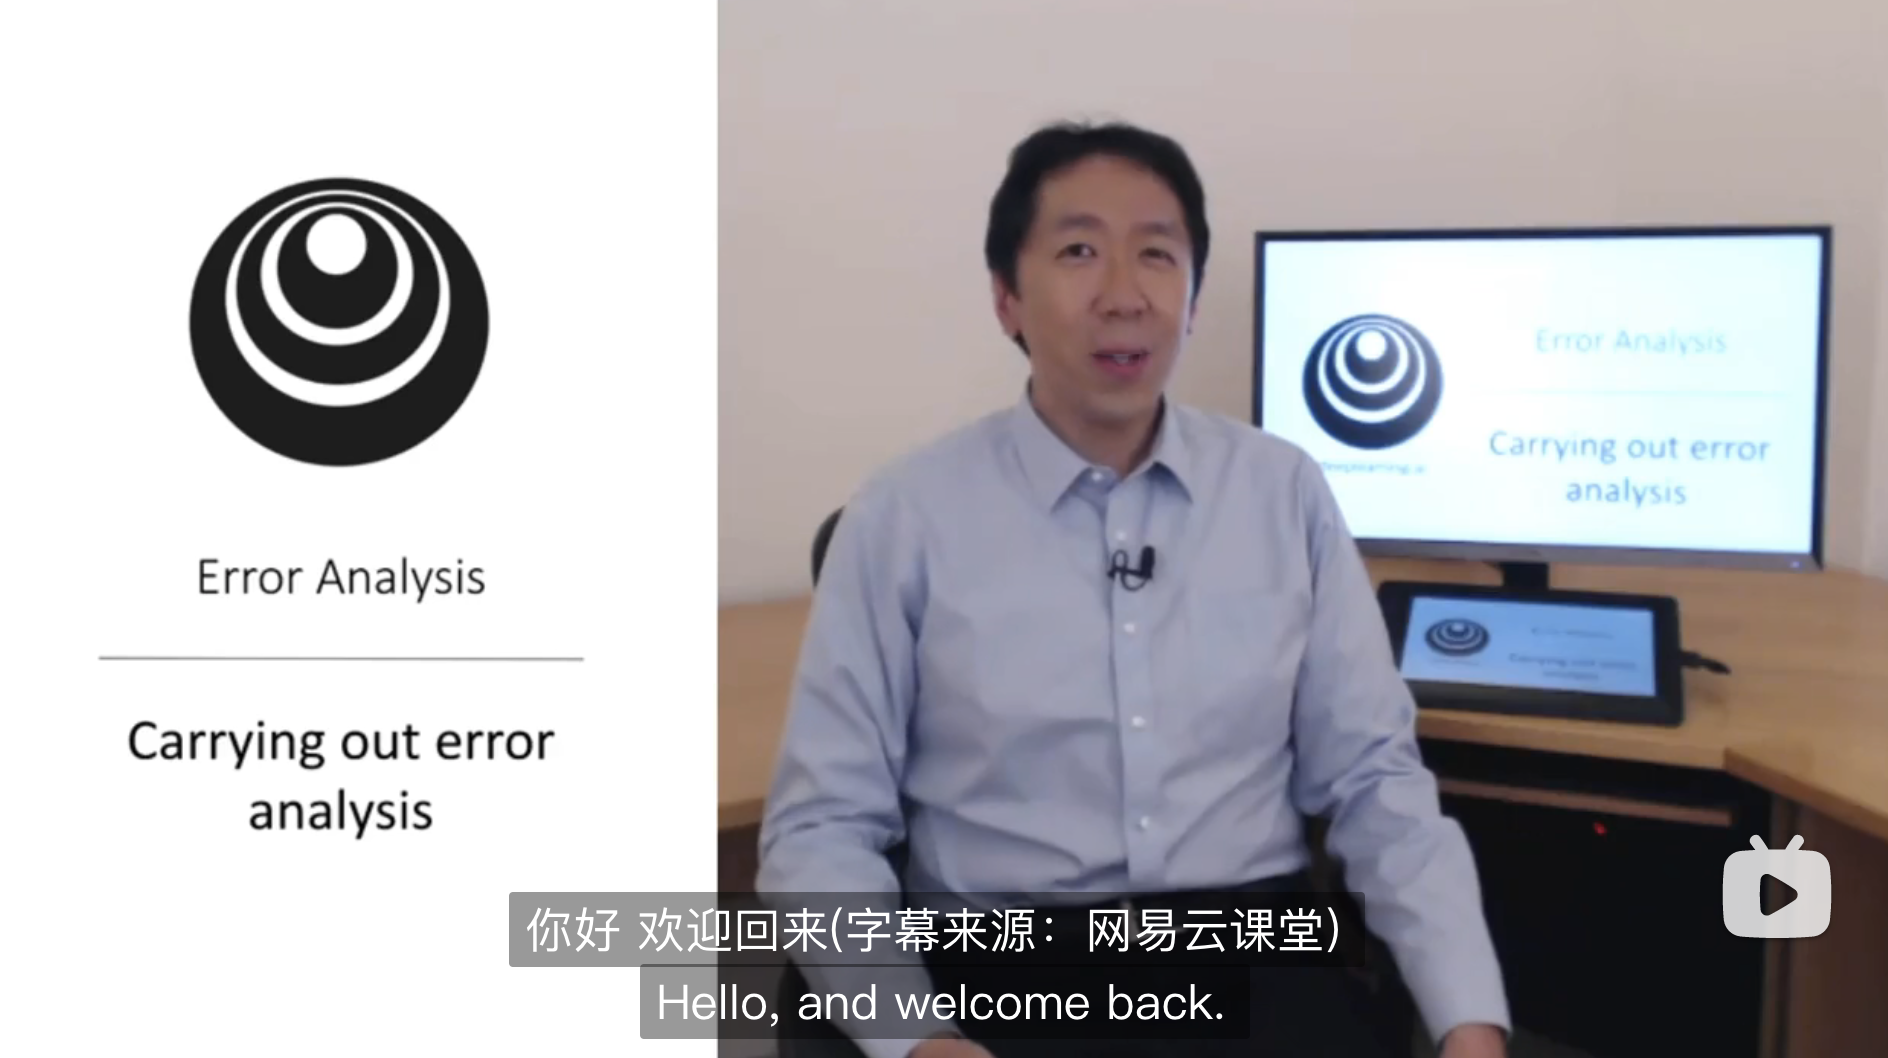 Error Analysis
Carrying out error
analysis
Error Analysis
Carrying out error
analysis
你好 欢迎回来(字幕来源：网易云课堂)
Hello, and welcome back.